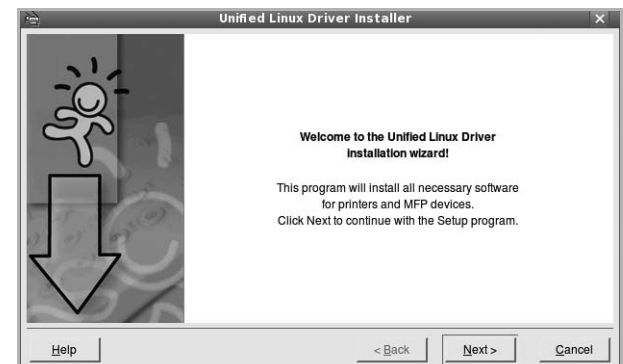 Unified Linux Driver Installer
Welcome to the Unified Linux Driver
installation wizard!
This program will install all necessary software
for printers and MFP devices.
Click Next to continue with the Setup program.
Help
< Back
Next >
Cancel